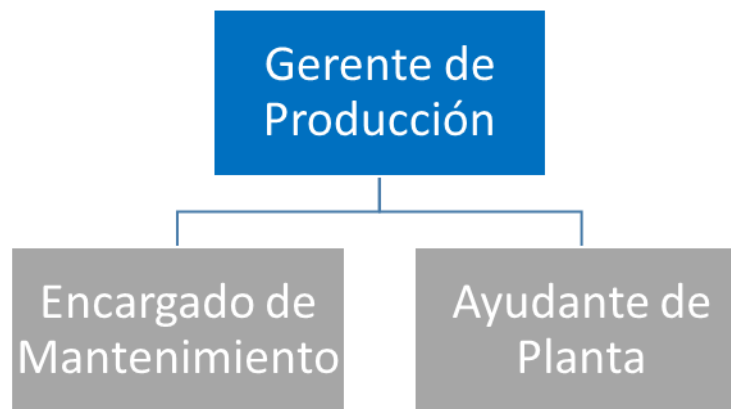 Gerente de
Producción
Encargado de
Mantenimiento
Ayudante de
Planta